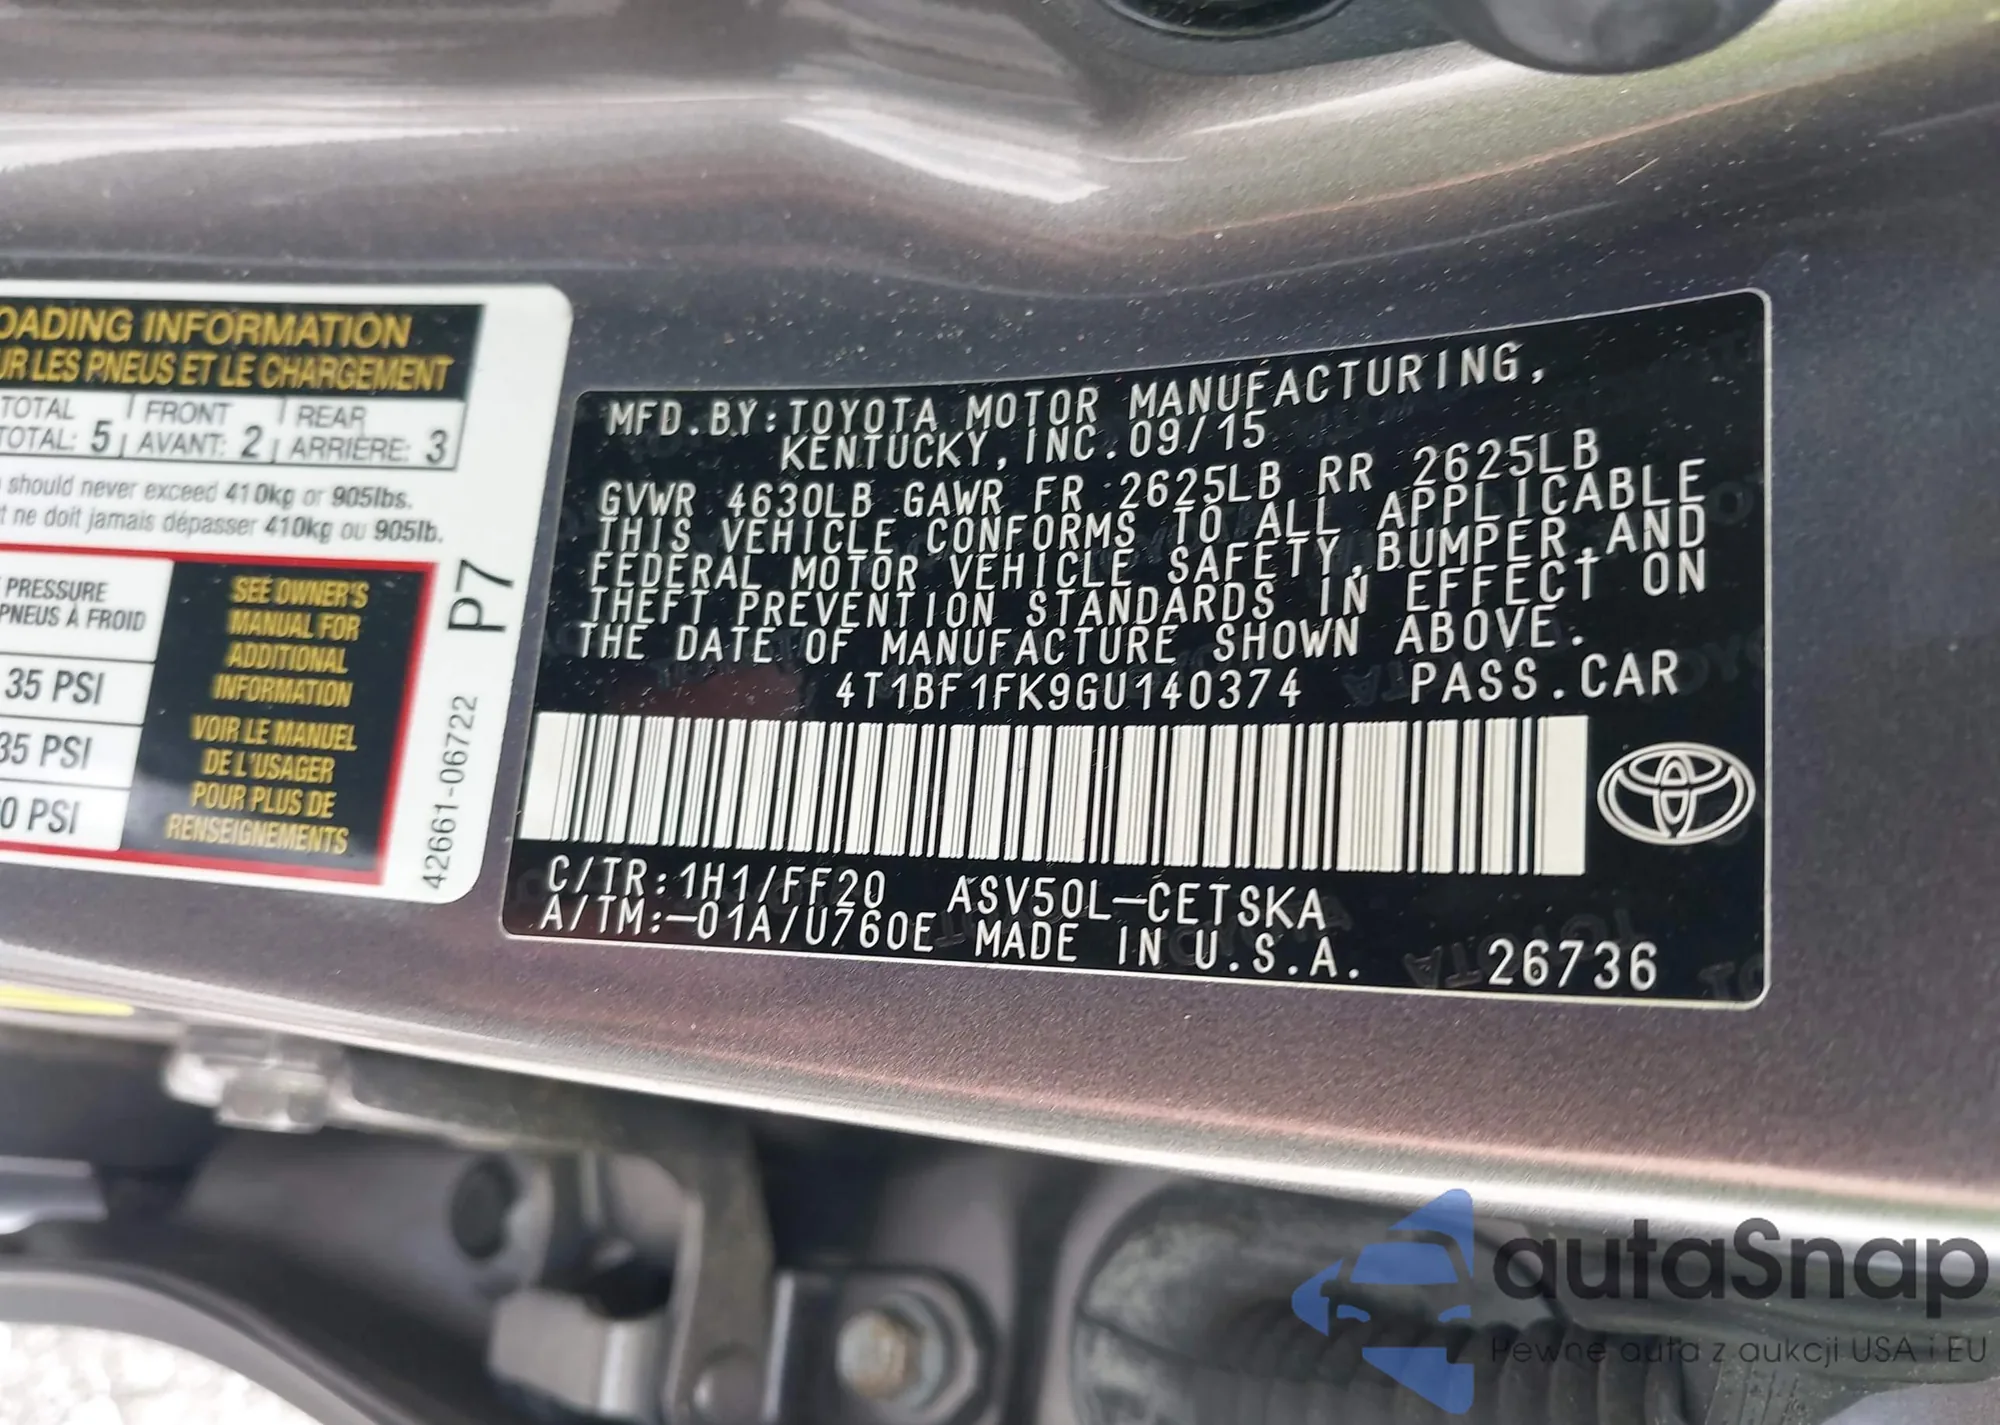 OADING INFORMATION
UR LES PNEUS ET LE CHARGEMENT
TOTAL FRONT REAR
TOTAL: 5 AVANT: 2 ARRIÈRE: 3
should never exceed 410kg or 905lbs.
t ne doit jamais dépasser 410kg ou 905lb.
PRESSURE
PNEUS À FROID
35 PSI
35 PSI
0 PSI
SEE OWNER'S
MANUAL FOR
ADDITIONAL
INFORMATION
VOIR LE MANUEL
DE L'USAGER
POUR PLUS DE
RENSEIGNEMENTS
P7
42661-06722
MFD.BY:TOYOTA MOTOR MANUFACTURING,
KENTUCKY, INC. 09/15
GVWR 4630LB GAWR FR 2625LB RR 2625LB
THIS VEHICLE CONFORMS TO ALL APPLICABLE
FEDERAL MOTOR VEHICLE SAFETY,BUMPER,AND
THEFT PREVENTION STANDARDS IN EFFECT ON
THE DATE OF MANUFACTURE SHOWN ABOVE.
4T1BF1FK9GU140374 PASS.CAR
C/TR:1H1/FF20 ASV50L-CETSKA
A/TM:-01A/U760E MADE IN U.S.A. 26736
autaSnap
Pewne auta z aukcji USA i EU